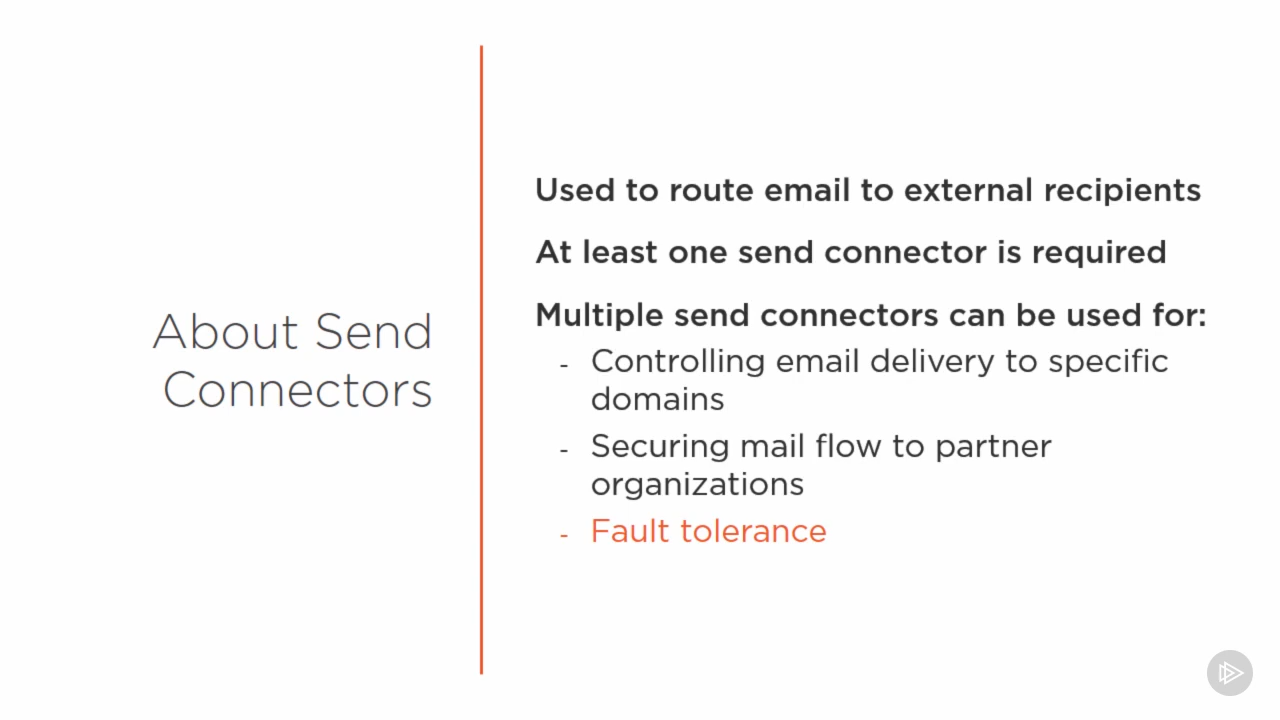 About Send
Connectors
Used to route email to external recipients
At least one send connector is required
Multiple send connectors can be used for:
- Controlling email delivery to specific
domains
- Securing mail flow to partner
organizations
- Fault tolerance